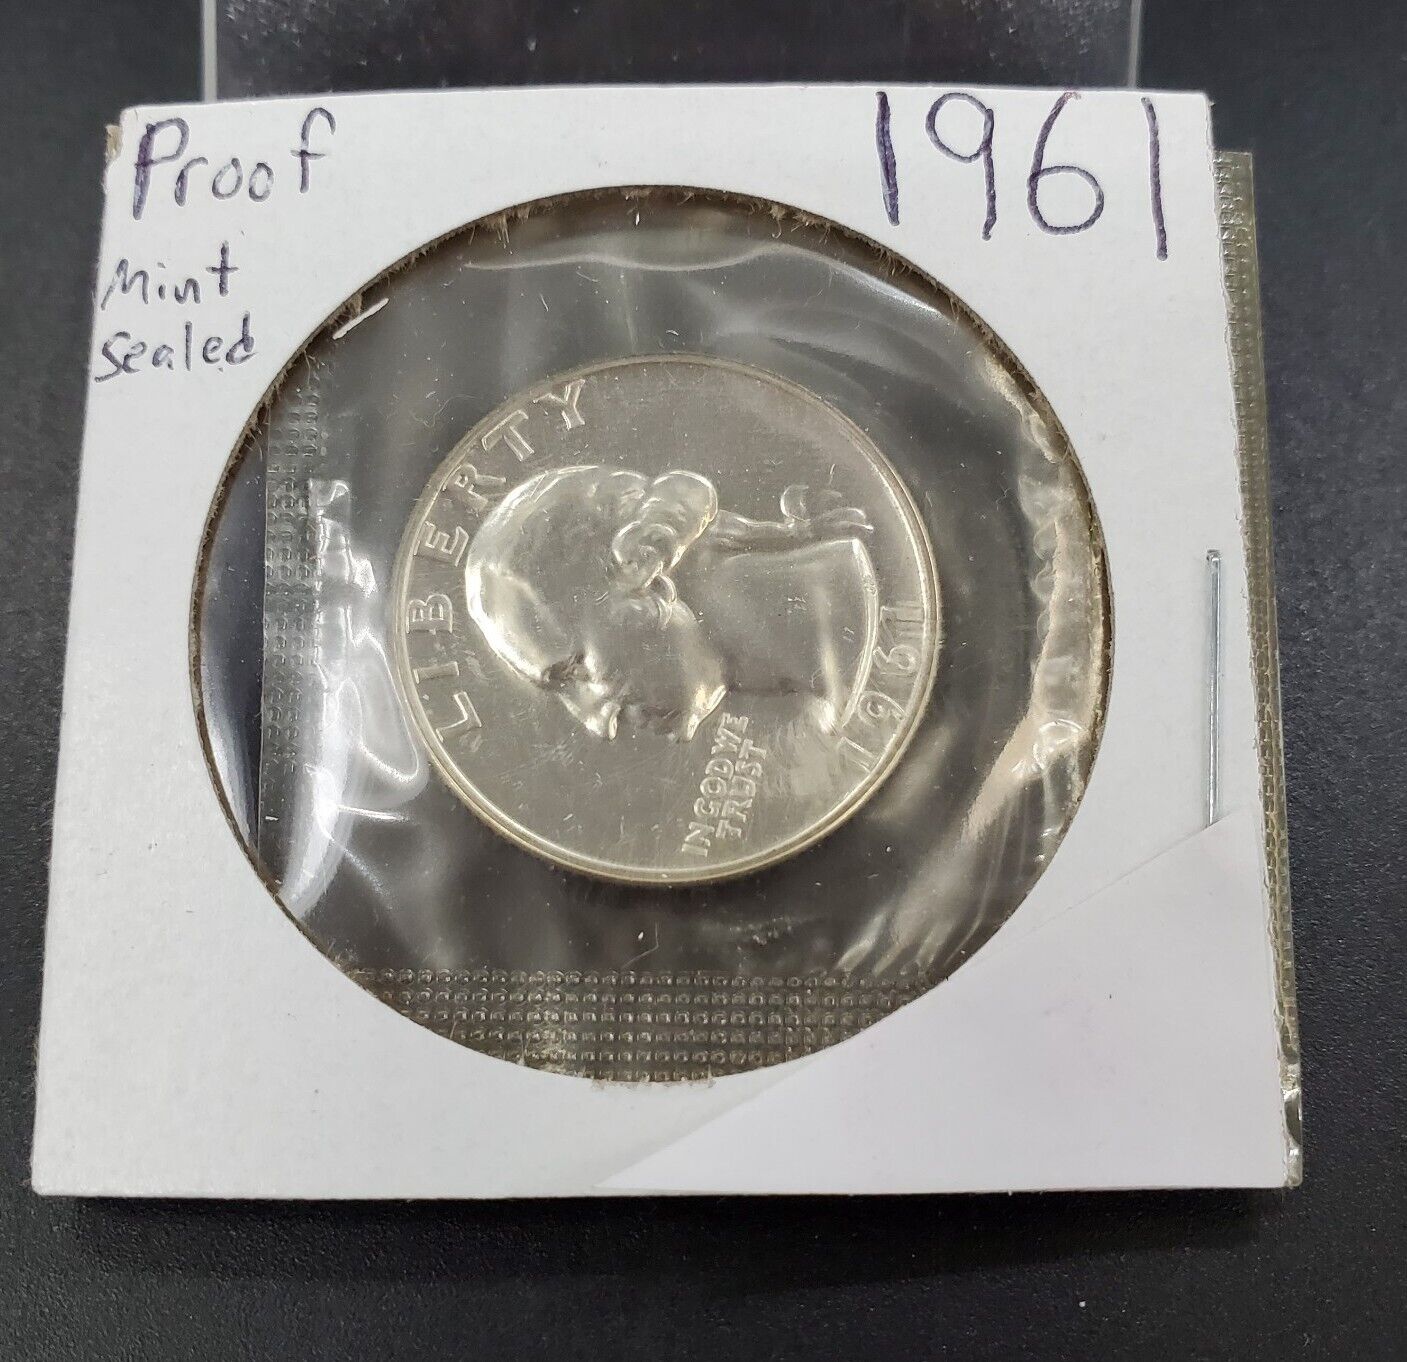 Proof
Mint
sealed
1961
LIBERTY
IN GOD WE
TRUST
1961